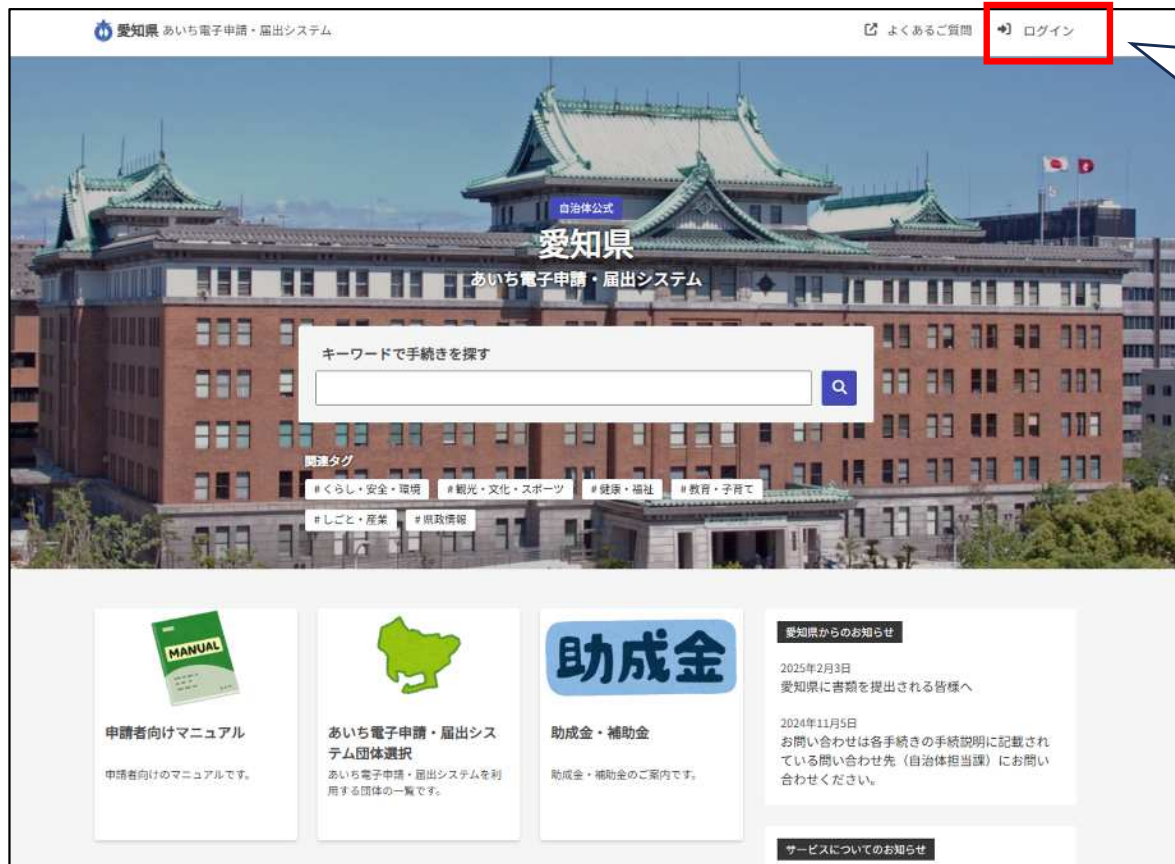 愛知県 あいち電子申請・届出システム
よくあるご質問
ログイン
自治体公式
愛知県
あいち電子申請・届出システム
キーワードで手続きを探す
関連タグ
#くらし・安全・環境 #観光・文化・スポーツ #健康・福祉 #教育・子育て
#しごと・産業 #県政情報
MANUAL
申請者向けマニュアル
申請者向けのマニュアルです。
あいち電子申請・届出シス
テム団体選択
あいち電子申請・届出システムを利
用する団体の一覧です。
助成金
助成金・補助金
助成金・補助金のご案内です。
愛知県からのお知らせ
2025年2月3日
愛知県に書類を提出される皆様へ
2024年11月5日
お問い合わせは各手続きの手続説明に記載され
ている問い合わせ先（自治体担当課）にお問い
合わせください。
サービスについてのお知らせ